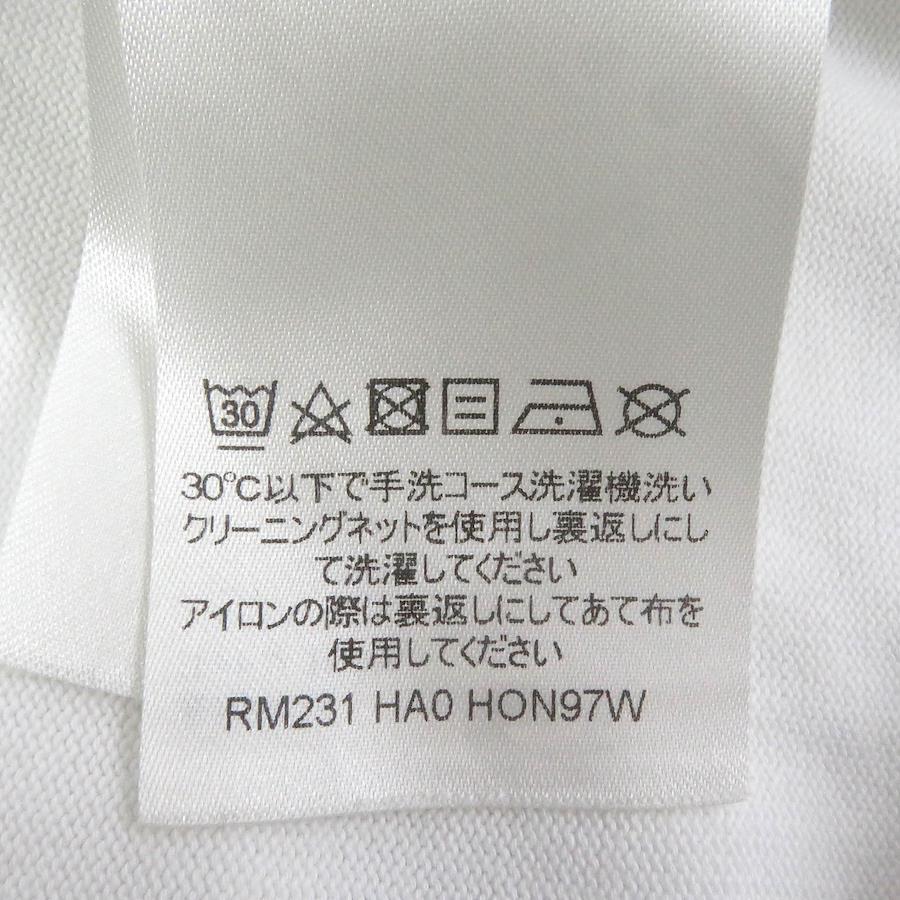 30
30°C以下で手洗コース洗濯機洗い
クリーニングネットを使用し裏返しにし
て洗濯してください
アイロンの際は裏返しにしてあて布を
使用してください
RM231 HA0 HON97W